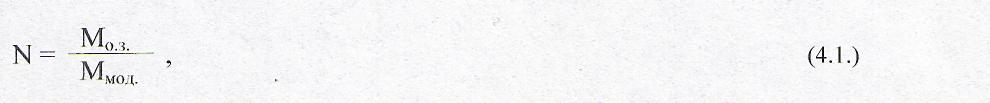 N = Mо.з. / Mмод. , (4.1.)